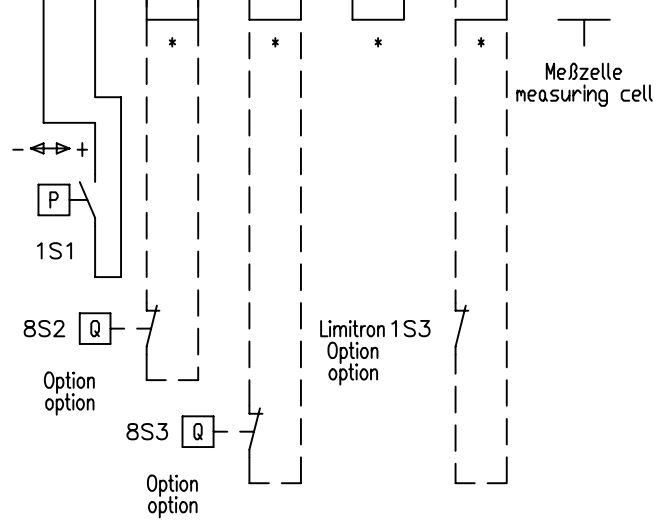 * * * *
Meßzelle
measuring cell
- +
P
1S1
8S2 Q
Limitron 1S3
Option
option
Option
option
8S3 Q
Option
option